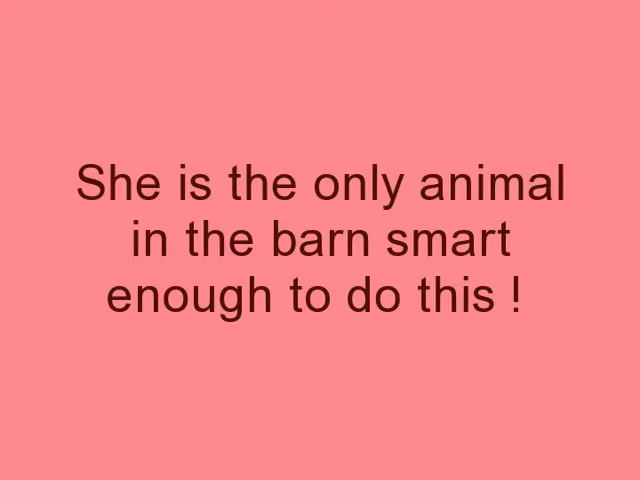 She is the only animal
in the barn smart
enough to do this !